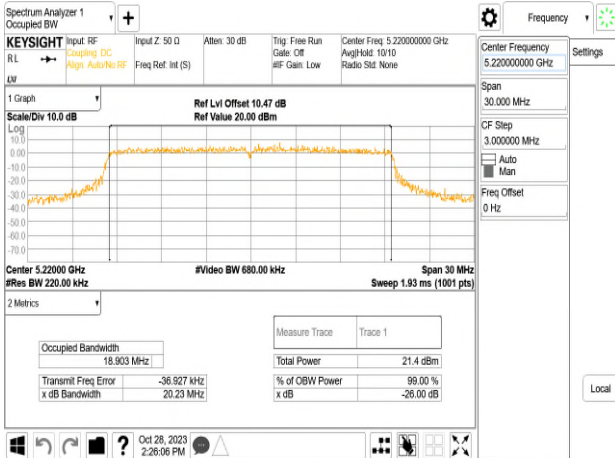 Spectrum Analyzer 1
Occupied BW
+
Frequency
KEYSIGHT
RL
Input: RF
Coupling: DC
Align: Auto/No RF
Input Z: 50 Ω
Freq Ref: Int (S)
Atten: 30 dB
Trig: Free Run
Gate: Off
#IF Gain: Low
Center Freq: 5.220000000 GHz
Avg|Hold: 10/10
Radio Std: None
Center Frequency
5.220000000 GHz
Settings
Span
30.000 MHz
CF Step
3.000000 MHz
Auto
Man
Freq Offset
0 Hz
Local
1 Graph
Scale/Div 10.0 dB
Ref Lvl Offset 10.47 dB
Ref Value 20.00 dBm
Log
10.0
0.00
-10.0
-20.0
-30.0
-40.0
-50.0
-60.0
-70.0
Center 5.22000 GHz
#Video BW 680.00 kHz
Span 30 MHz
#Res BW 220.00 kHz
Sweep 1.93 ms (1001 pts)
2 Metrics
Measure Trace
Trace 1
Occupied Bandwidth
18.903 MHz
Total Power
21.4 dBm
Transmit Freq Error
-36.927 kHz
% of OBW Power
99.00 %
x dB Bandwidth
20.23 MHz
x dB
-26.00 dB
?
Oct 28, 2023
2:26:06 PM